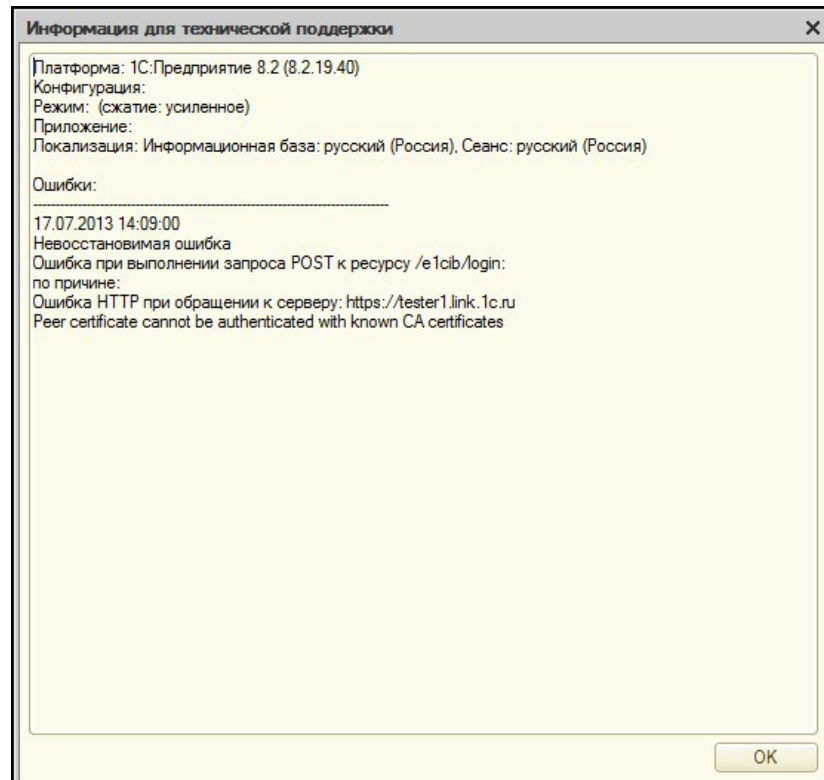 Информация для технической поддержки
Платформа: 1С:Предприятие 8.2 (8.2.19.40)
Конфигурация:
Режим: (сжатие: усиленное)
Приложение:
Локализация: Информационная база: русский (Россия), Сеанс: русский (Россия)
Ошибки:
--------------------------------------------------------------------------------
17.07.2013 14:09:00
Невосстановимая ошибка
Ошибка при выполнении запроса POST к ресурсу /e1cib/login:
по причине:
Ошибка HTTP при обращении к серверу: https://tester1.link.1c.ru
Peer certificate cannot be authenticated with known CA certificates
OK